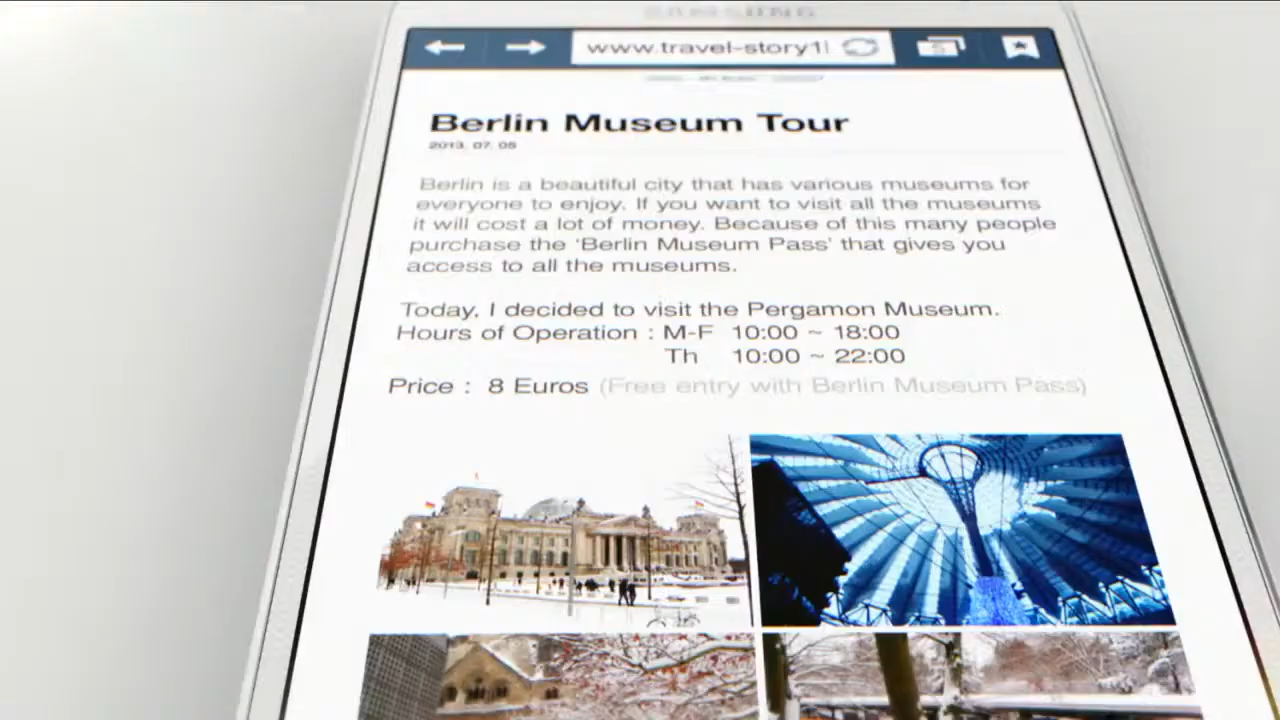 SAMSUNG
www.travel-story1
5
Berlin Museum Tour
2013. 07. 05
Berlin is a beautiful city that has various museums for
everyone to enjoy. If you want to visit all the museums
it will cost a lot of money. Because of this many people
purchase the ‘Berlin Museum Pass’ that gives you
access to all the museums.
Today, I decided to visit the Pergamon Museum.
Hours of Operation : M-F 10:00 ~ 18:00
Th 10:00 ~ 22:00
Price : 8 Euros (Free entry with Berlin Museum Pass)